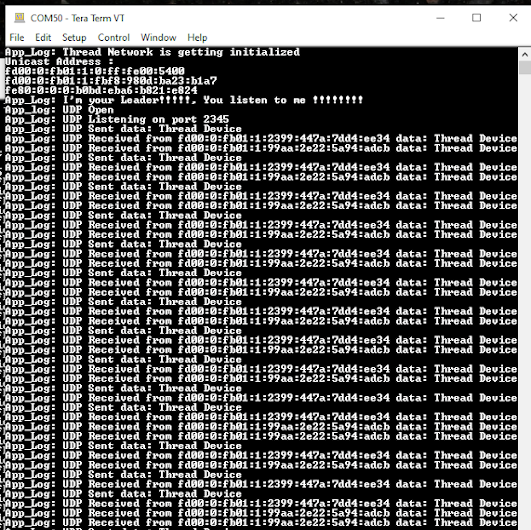 COM50 - Tera Term VT
File Edit Setup Control Window Help
App_Log: Thread Network is getting initialized
Unicast Address :
fd00:0:fb01:1:0:ff:fe00:5400
fd00:0:fb01:1:fbf8:980d:ba23:b1a7
fe80:0:0:0:b0bd:eba6:b821:e824
App_Log: I'm your Leader!!!!!, You listen to me !!!!!!!!
App_Log: UDP Open
App_Log: UDP Listening on port 2345
App_Log: UDP Sent data: Thread Device
App_Log: UDP Received from fd00:0:fb01:1:2399:447a:7dd4:ee34 data: Thread Device
App_Log: UDP Received from fd00:0:fb01:1:99aa:2e22:5a94:adcb data: Thread Device
App_Log: UDP Sent data: Thread Device
App_Log: UDP Received from fd00:0:fb01:1:2399:447a:7dd4:ee34 data: Thread Device
App_Log: UDP Received from fd00:0:fb01:1:99aa:2e22:5a94:adcb data: Thread Device
App_Log: UDP Sent data: Thread Device
App_Log: UDP Received from fd00:0:fb01:1:2399:447a:7dd4:ee34 data: Thread Device
App_Log: UDP Received from fd00:0:fb01:1:99aa:2e22:5a94:adcb data: Thread Device
App_Log: UDP Sent data: Thread Device
App_Log: UDP Received from fd00:0:fb01:1:2399:447a:7dd4:ee34 data: Thread Device
App_Log: UDP Received from fd00:0:fb01:1:99aa:2e22:5a94:adcb data: Thread Device
App_Log: UDP Sent data: Thread Device
App_Log: UDP Received from fd00:0:fb01:1:2399:447a:7dd4:ee34 data: Thread Device
App_Log: UDP Received from fd00:0:fb01:1:99aa:2e22:5a94:adcb data: Thread Device
App_Log: UDP Sent data: Thread Device
App_Log: UDP Received from fd00:0:fb01:1:2399:447a:7dd4:ee34 data: Thread Device
App_Log: UDP Received from fd00:0:fb01:1:99aa:2e22:5a94:adcb data: Thread Device
App_Log: UDP Sent data: Thread Device
App_Log: UDP Received from fd00:0:fb01:1:2399:447a:7dd4:ee34 data: Thread Device
App_Log: UDP Received from fd00:0:fb01:1:99aa:2e22:5a94:adcb data: Thread Device
App_Log: UDP Sent data: Thread Device
App_Log: UDP Received from fd00:0:fb01:1:2399:447a:7dd4:ee34 data: Thread Device
App_Log: UDP Received from fd00:0:fb01:1:99aa:2e22:5a94:adcb data: Thread Device
App_Log: UDP Sent data: Thread Device
App_Log: UDP Received from fd00:0:fb01:1:2399:447a:7dd4:ee34 data: Thread Device
App_Log: UDP Received from fd00:0:fb01:1:99aa:2e22:5a94:adcb data: Thread Device
App_Log: UDP Sent data: Thread Device
App_Log: UDP Received from fd00:0:fb01:1:2399:447a:7dd4:ee34 data: Thread Device
App_Log: UDP Sent data: Thread Device
App_Log: UDP Received from fd00:0:fb01:1:2399:447a:7dd4:ee34 data: Thread Device
App_Log: UDP Received from fd00:0:fb01:1:99aa:2e22:5a94:adcb data: Thread Device
App_Log: UDP Sent data: Thread Device
App_Log: UDP Received from fd00:0:fb01:1:2399:447a:7dd4:ee34 data: Thread Device
App_Log: UDP Received from fd00:0:fb01:1:99aa:2e22:5a94:adcb data: Thread Device
App_Log: UDP Sent data: Thread Device
App_Log: UDP Received from fd00:0:fb01:1:2399:447a:7dd4:ee34 data: Thread Device
App_Log: UDP Sent data: Thread Device
App_Log: UDP Received from fd00:0:fb01:1:2399:447a:7dd4:ee34 data: Thread Device
App_Log: UDP Received from fd00:0:fb01:1:99aa:2e22:5a94:adcb data: Thread Device